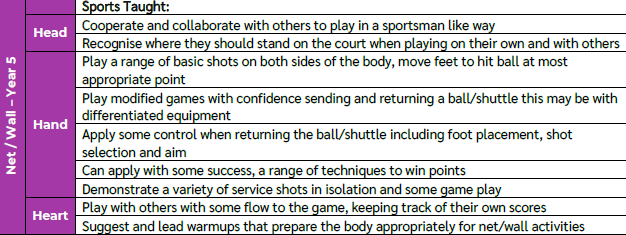 Net / Wall – Year 5
Sports Taught:
Head
Cooperate and collaborate with others to play in a sportsman like way
Recognise where they should stand on the court when playing on their own and with others
Hand
Play a range of basic shots on both sides of the body, move feet to hit ball at most
appropriate point
Play modified games with confidence sending and returning a ball/shuttle this may be with
differentiated equipment
Apply some control when returning the ball/shuttle including foot placement, shot
selection and aim
Can apply with some success, a range of techniques to win points
Demonstrate a variety of service shots in isolation and some game play
Heart
Play with others with some flow to the game, keeping track of their own scores
Suggest and lead warmups that prepare the body appropriately for net/wall activities